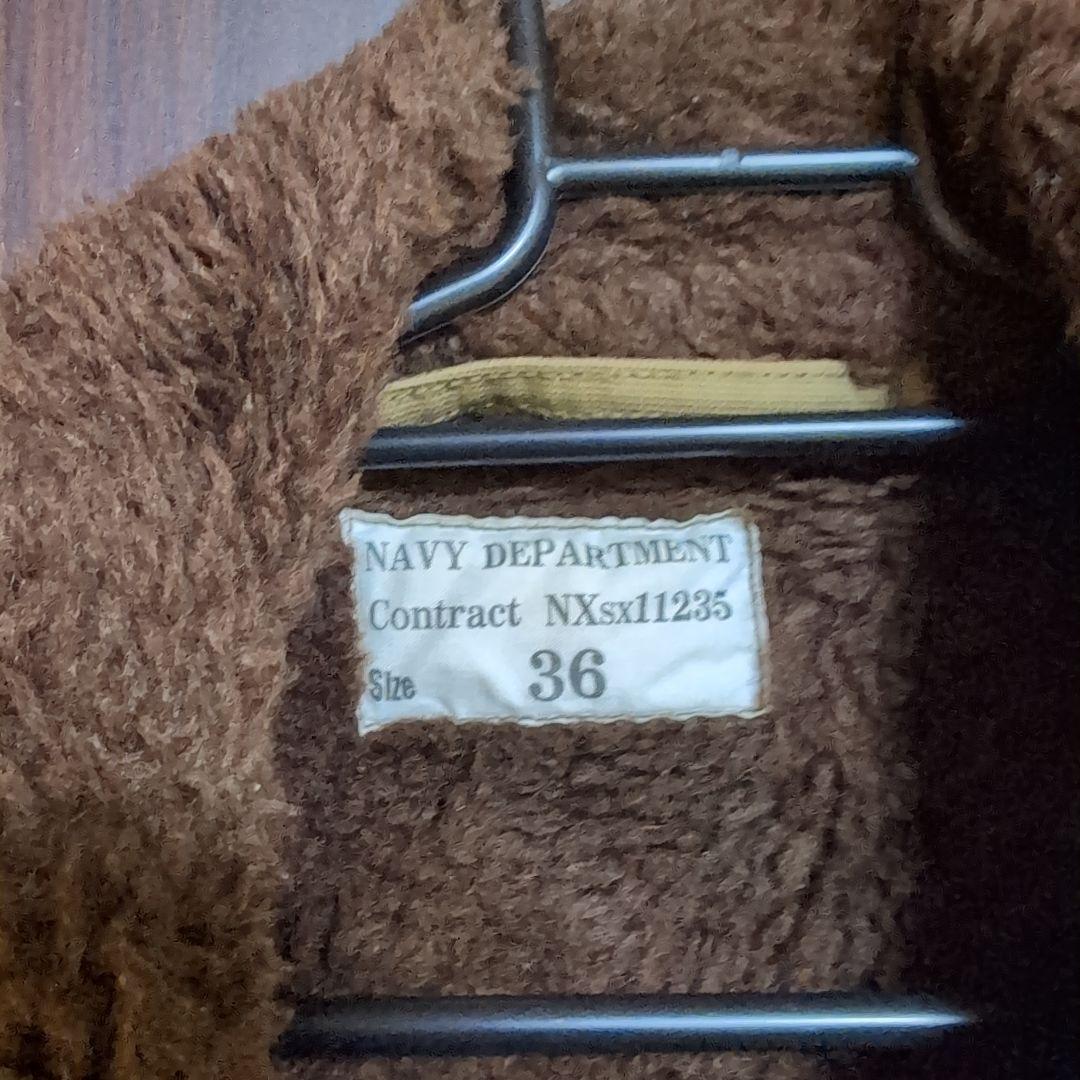 NAVY DEPARTMENT
Contract NXsx11235
Size 36